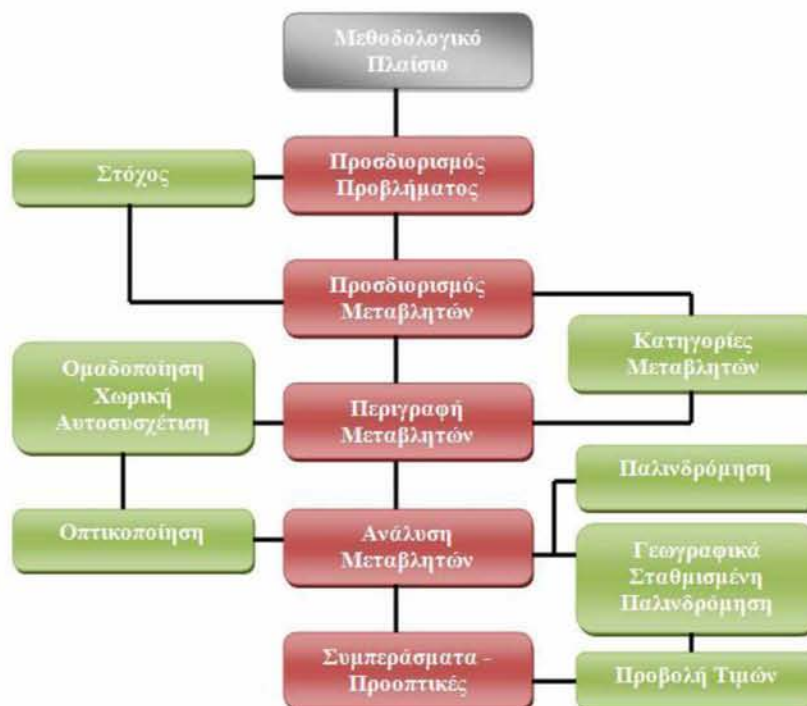 Μεθοδολογικό
Πλαίσιο
Στόχος
Προσδιορισμός
Προβλήματος
Προσδιορισμός
Μεταβλητών
Κατηγορίες
Μεταβλητών
Ομαδοποίηση
Χωρική
Αυτοσυσχέτιση
Περιγραφή
Μεταβλητών
Παλινδρόμηση
Οπτικοποίηση
Ανάλυση
Μεταβλητών
Γεωγραφικά
Σταθμισμένη
Παλινδρόμηση
Συμπεράσματα –
Προοπτικές
Προβολή Τιμών